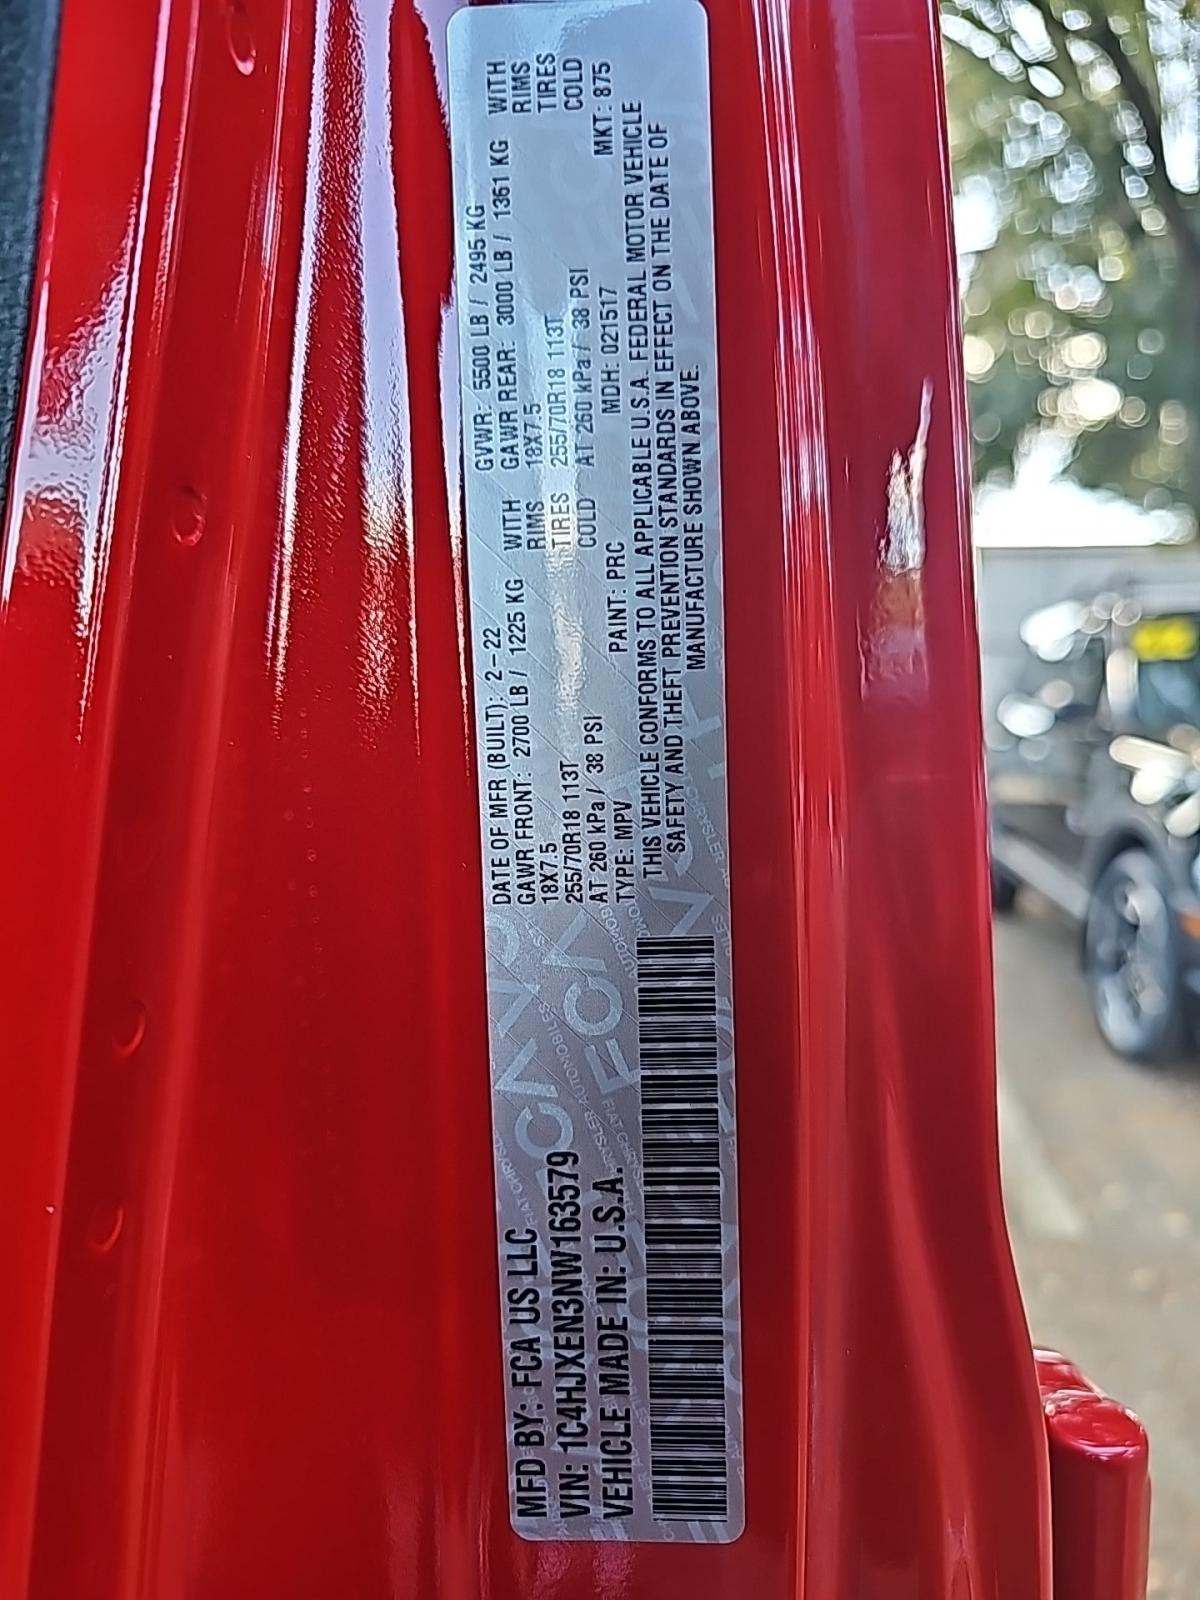 MFD BY: FCA US LLC
VIN: 1C4HJXEN3NW163579
VEHICLE MADE IN: U.S.A.
DATE OF MFR (BUILT): 2-22 GVWR: 5500 LB / 2495 KG
GAWR FRONT: 2700 LB / 1225 KG WITH GAWR REAR: 3000 LB / 1361 KG WITH
18X7.5 RIMS 18X7.5 RIMS
255/70R18 113T TIRES 255/70R18 113T TIRES
AT 260 kPa / 38 PSI COLD AT 260 kPa / 38 PSI COLD
TYPE: MPV PAINT: PRC MDH: 021517 MKT: 875
THIS VEHICLE CONFORMS TO ALL APPLICABLE U.S.A. FEDERAL MOTOR VEHICLE
SAFETY AND THEFT PREVENTION STANDARDS IN EFFECT ON THE DATE OF
MANUFACTURE SHOWN ABOVE.